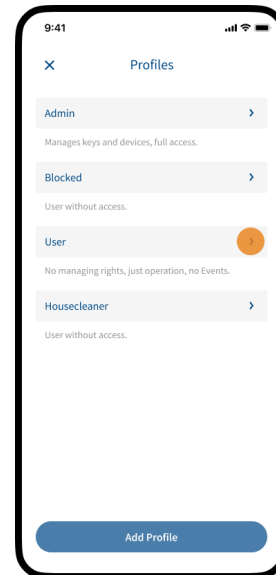 9:41
Profiles
Admin
Manages keys and devices, full access.
Blocked
User without access.
User
No managing rights, just operation, no Events.
Housecleaner
User without access.
Add Profile